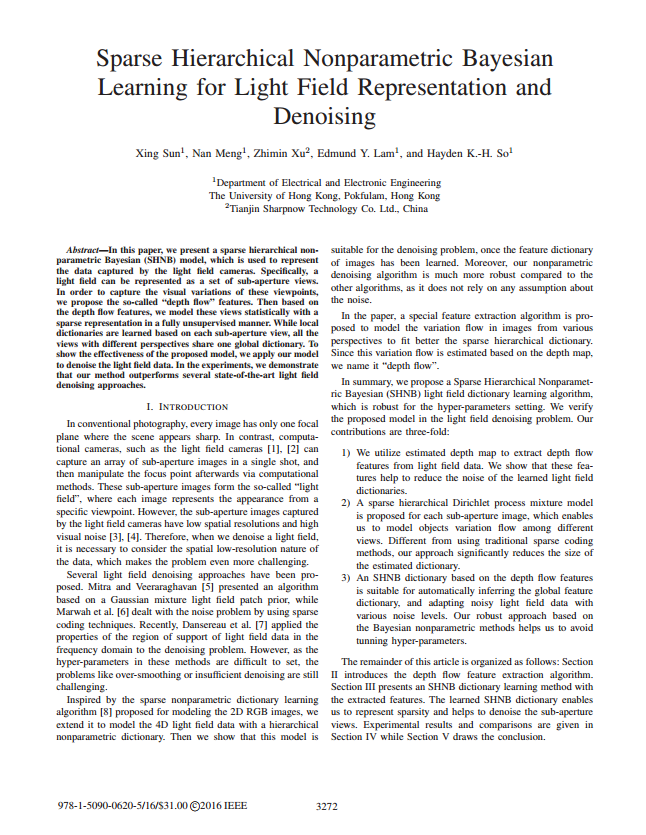 Sparse Hierarchical Nonparametric Bayesian
Learning for Light Field Representation and
Denoising
Xing Sun1, Nan Meng1, Zhimin Xu2, Edmund Y. Lam1, and Hayden K.-H. So1
1Department of Electrical and Electronic Engineering
The University of Hong Kong, Pokfulam, Hong Kong
2Tianjin Sharpnow Technology Co. Ltd., China
Abstract—In this paper, we present a sparse hierarchical non-
parametric Bayesian (SHNB) model, which is used to represent
the data captured by the light field cameras. Specifically, a
light field can be represented as a set of sub-aperture views.
In order to capture the visual variations of these viewpoints,
we propose the so-called “depth flow” features. Then based on
the depth flow features, we model these views statistically with a
sparse representation in a fully unsupervised manner. While local
dictionaries are learned based on each sub-aperture view, all the
views with different perspectives share one global dictionary. To
show the effectiveness of the proposed model, we apply our model
to denoise the light field data. In the experiments, we demonstrate
that our method outperforms several state-of-the-art light field
denoising approaches.
I. INTRODUCTION
In conventional photography, every image has only one focal
plane where the scene appears sharp. In contrast, computa-
tional cameras, such as the light field cameras [1], [2] can
capture an array of sub-aperture images in a single shot, and
then manipulate the focus point afterwards via computational
methods. These sub-aperture images form the so-called “light
field”, where each image represents the appearance from a
specific viewpoint. However, the sub-aperture images captured
by the light field cameras have low spatial resolutions and high
visual noise [3], [4]. Therefore, when we denoise a light field,
it is necessary to consider the spatial low-resolution nature of
the data, which makes the problem even more challenging.
Several light field denoising approaches have been pro-
posed. Mitra and Veeraraghavan [5] presented an algorithm
based on a Gaussian mixture light field patch prior, while
Marwah et al. [6] dealt with the noise problem by using sparse
coding techniques. Recently, Dansereau et al. [7] applied the
properties of the region of support of light field data in the
frequency domain to the denoising problem. However, as the
hyper-parameters in these methods are difficult to set, the
problems like over-smoothing or insufficient denoising are still
challenging.
Inspired by the sparse nonparametric dictionary learning
algorithm [8] proposed for modeling the 2D RGB images, we
extend it to model the 4D light field data with a hierarchical
nonparametric dictionary. Then we show that this model is
suitable for the denoising problem, once the feature dictionary
of images has been learned. Moreover, our nonparametric
denoising algorithm is much more robust compared to the
other algorithms, as it does not rely on any assumption about
the noise.
In the paper, a special feature extraction algorithm is pro-
posed to model the variation flow in images from various
perspectives to fit better the sparse hierarchical dictionary.
Since this variation flow is estimated based on the depth map,
we name it “depth flow”.
In summary, we propose a Sparse Hierarchical Nonparamet-
ric Bayesian (SHNB) light field dictionary learning algorithm,
which is robust for the hyper-parameters setting. We verify
the proposed model in the light field denoising problem. Our
contributions are three-fold:
1) We utilize estimated depth map to extract depth flow
features from light field data. We show that these fea-
tures help to reduce the noise of the learned light field
dictionaries.
2) A sparse hierarchical Dirichlet process mixture model
is proposed for each sub-aperture image, which enables
us to model objects variation flow among different
views. Different from using traditional sparse coding
methods, our approach significantly reduces the size of
the estimated dictionary.
3) An SHNB dictionary based on the depth flow features
is suitable for automatically inferring the global feature
dictionary, and adapting noisy light field data with
various noise levels. Our robust approach based on
the Bayesian nonparametric methods helps us to avoid
tunning hyper-parameters.
The remainder of this article is organized as follows: Section
II introduces the depth flow feature extraction algorithm.
Section III presents an SHNB dictionary learning method with
the extracted features. The learned SHNB dictionary enables
us to represent sparsity and helps to denoise the sub-aperture
views. Experimental results and comparisons are given in
Section IV while Section V draws the conclusion.
978-1-5090-0620-5/16/$31.00 ©2016 IEEE
3272